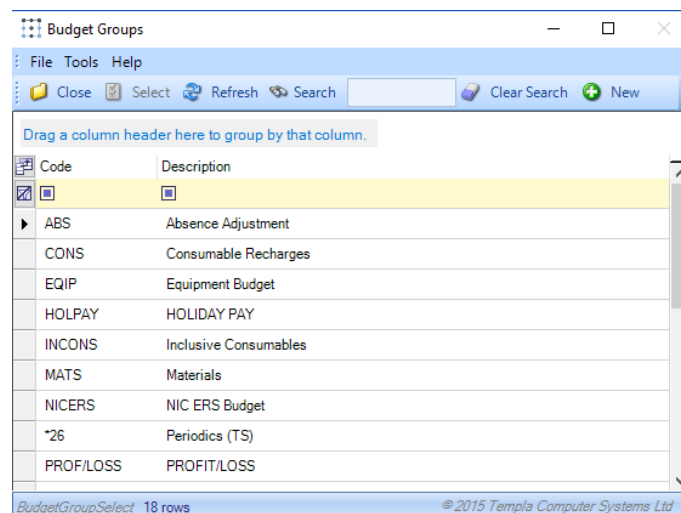 Budget Groups
File Tools Help
Close Select Refresh Search Clear Search New
Drag a column header here to group by that column.
Code Description
ABS Absence Adjustment
CONS Consumable Recharges
EQIP Equipment Budget
HOLPAY HOLIDAY PAY
INCONS Inclusive Consumables
MATS Materials
NICERS NIC ERS Budget
*26 Periodics (TS)
PROF/LOSS PROFIT/LOSS
BudgetGroupSelect 18 rows © 2015 Templa Computer Systems Ltd